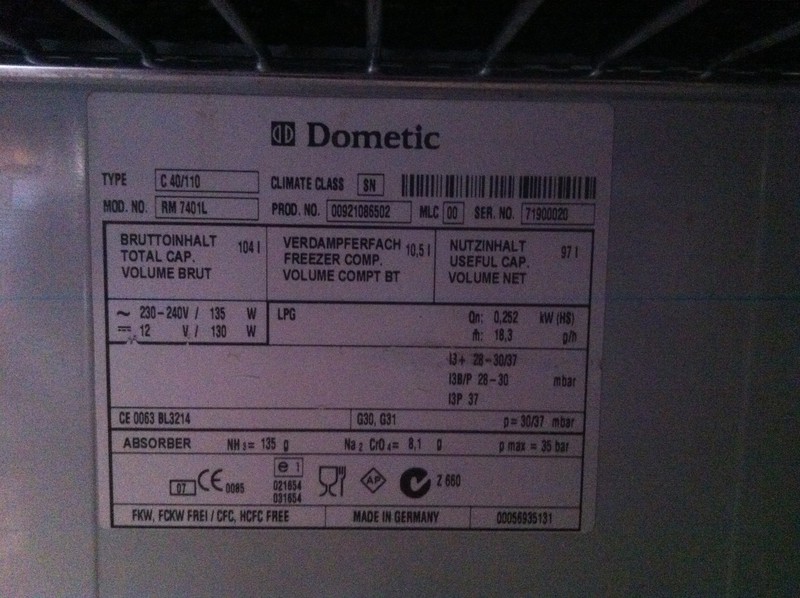 Dometic
TYPE C 40/110 CLIMATE CLASS SN
MOD. NO. RM 7401L PROD. NO. 00921086502 MLC 00 SER. NO. 71900020
BRUTTOINHALT 104 l VERDAMPFERFACH 10,5 l NUTZINHALT 97 l
TOTAL CAP. FREEZER COMP. USEFUL CAP.
VOLUME BRUT VOLUME COMPT BT VOLUME NET
~ 230-240V / 135 W LPG Qn: 0,252 kW (HS)
⎓ 12 V / 130 W ṁ: 18,3 g/h
I3+ 28-30/37
I3B/P 28-30 mbar
I3P 37
CE 0063 BL3214 G30, G31 p= 30/37 mbar
ABSORBER NH3= 135 g Na2 CrO4= 8,1 g p max = 35 bar
07 CE 0085 e 1 AP Z 660
021654
031654
FKW, FCKW FREI / CFC, HCFC FREE MADE IN GERMANY 00056935131